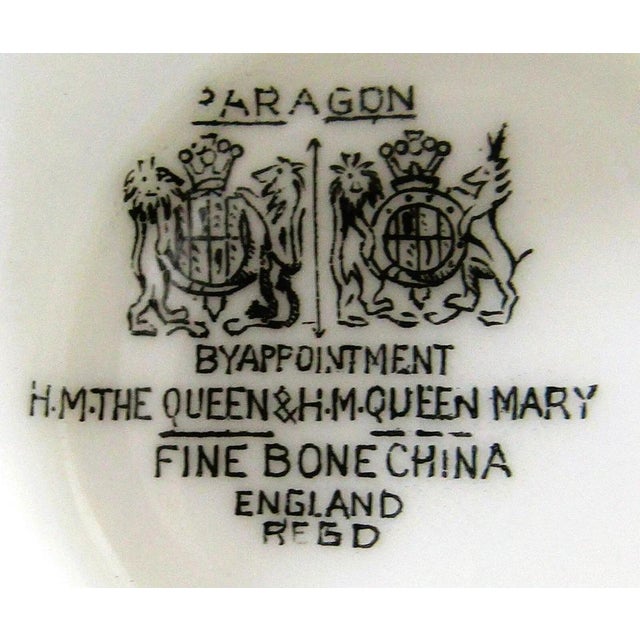 PARAGON
BY APPOINTMENT
H.M.THE QUEEN & H.M.QUEEN MARY
FINE BONE CHINA
ENGLAND
REGD